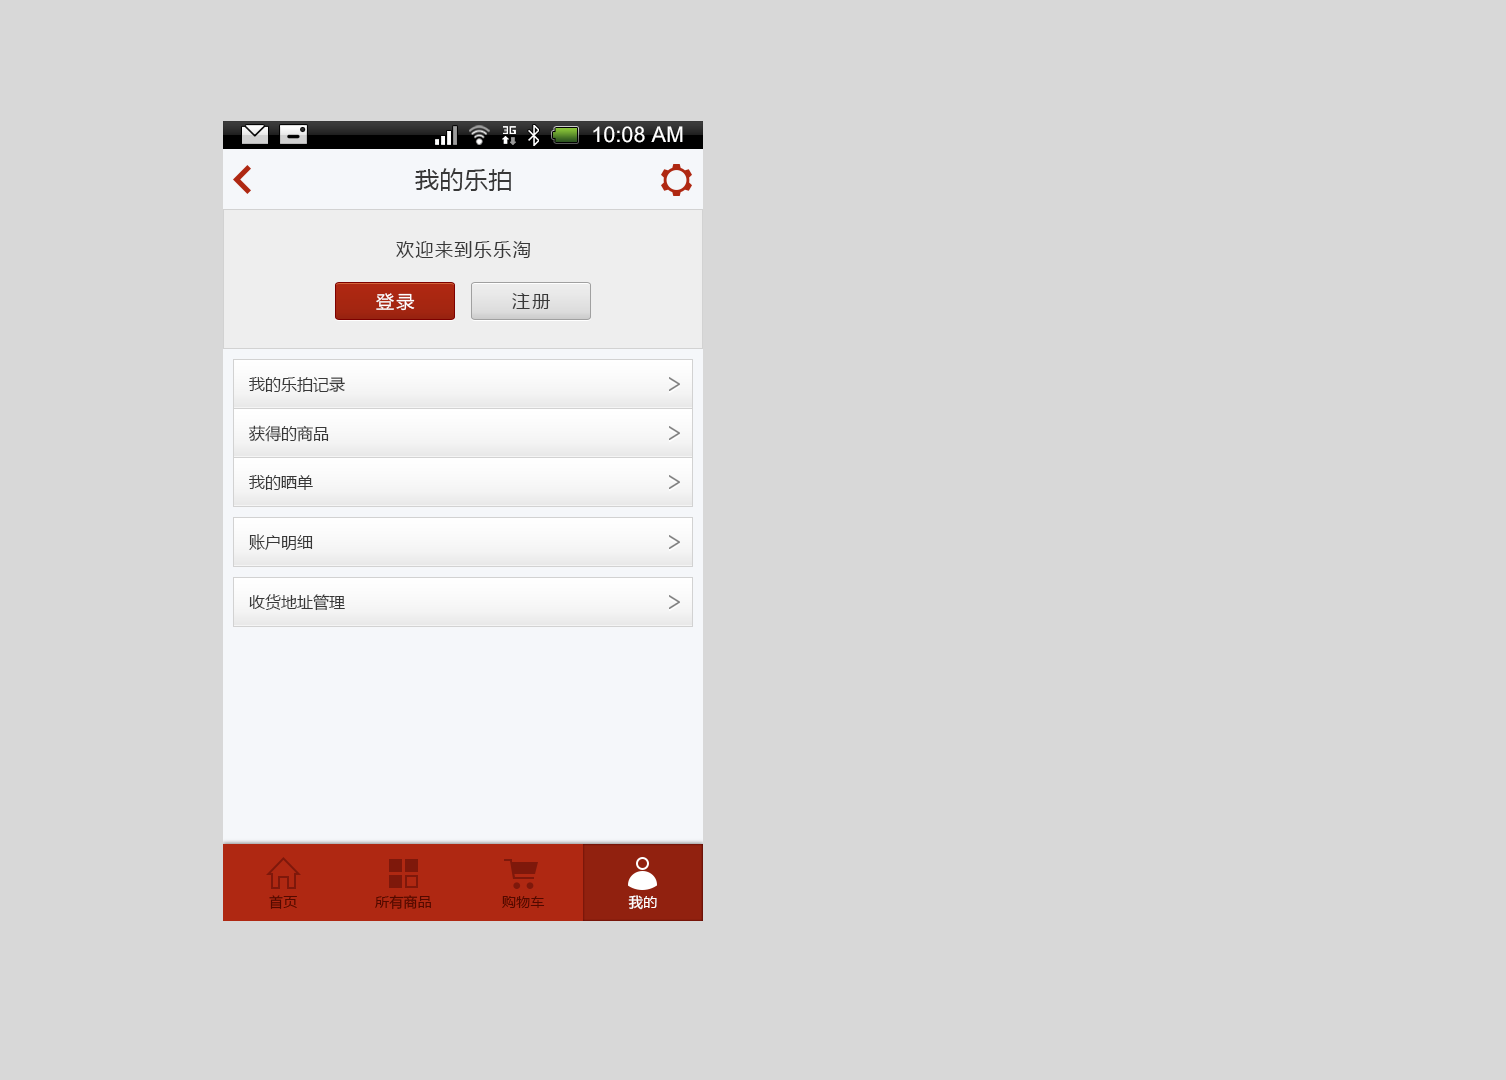 3G 10:08 AM
我的乐拍
欢迎来到乐乐淘
登录 注册
我的乐拍记录
获得的商品
我的晒单
账户明细
收货地址管理
首页 所有商品 购物车 我的